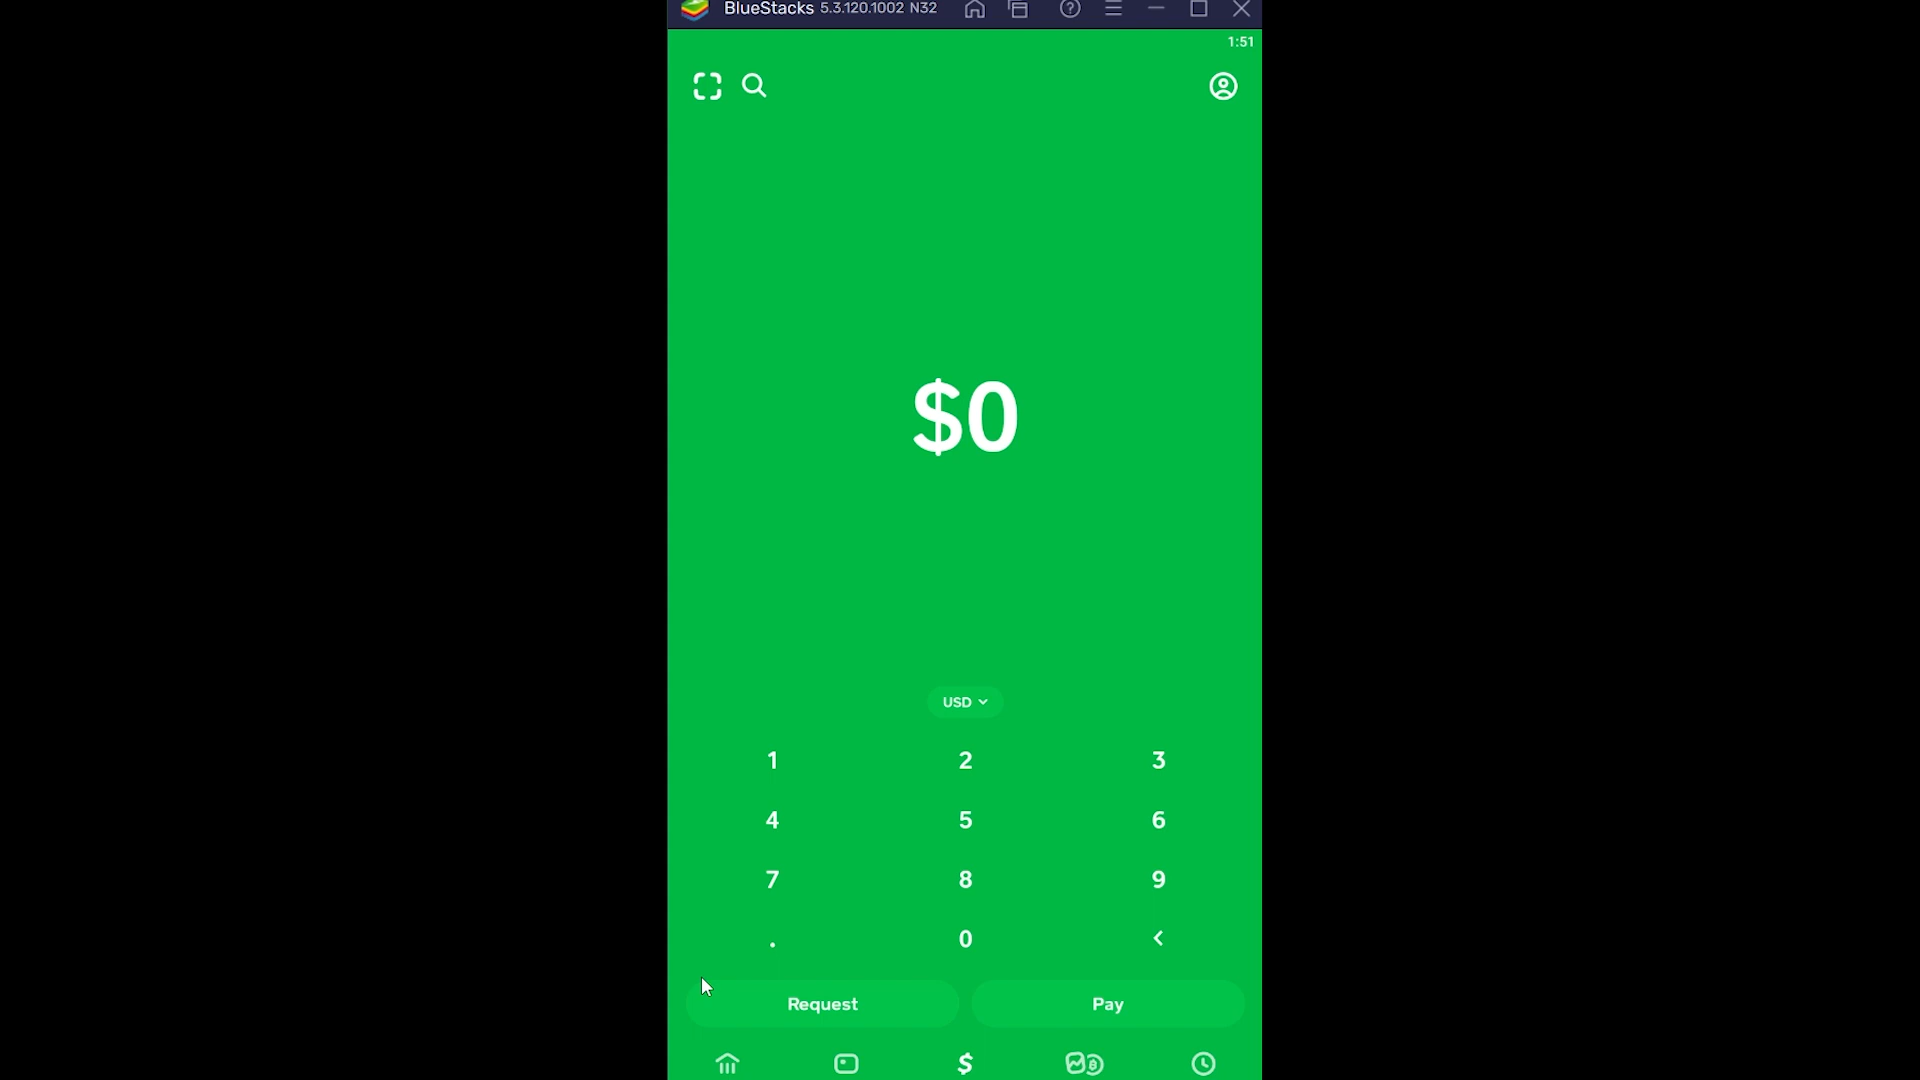 BlueStacks 5.3.120.1002 N32
1:51
$0
USD
1 2 3
4 5 6
7 8 9
. 0 <
Request Pay
$